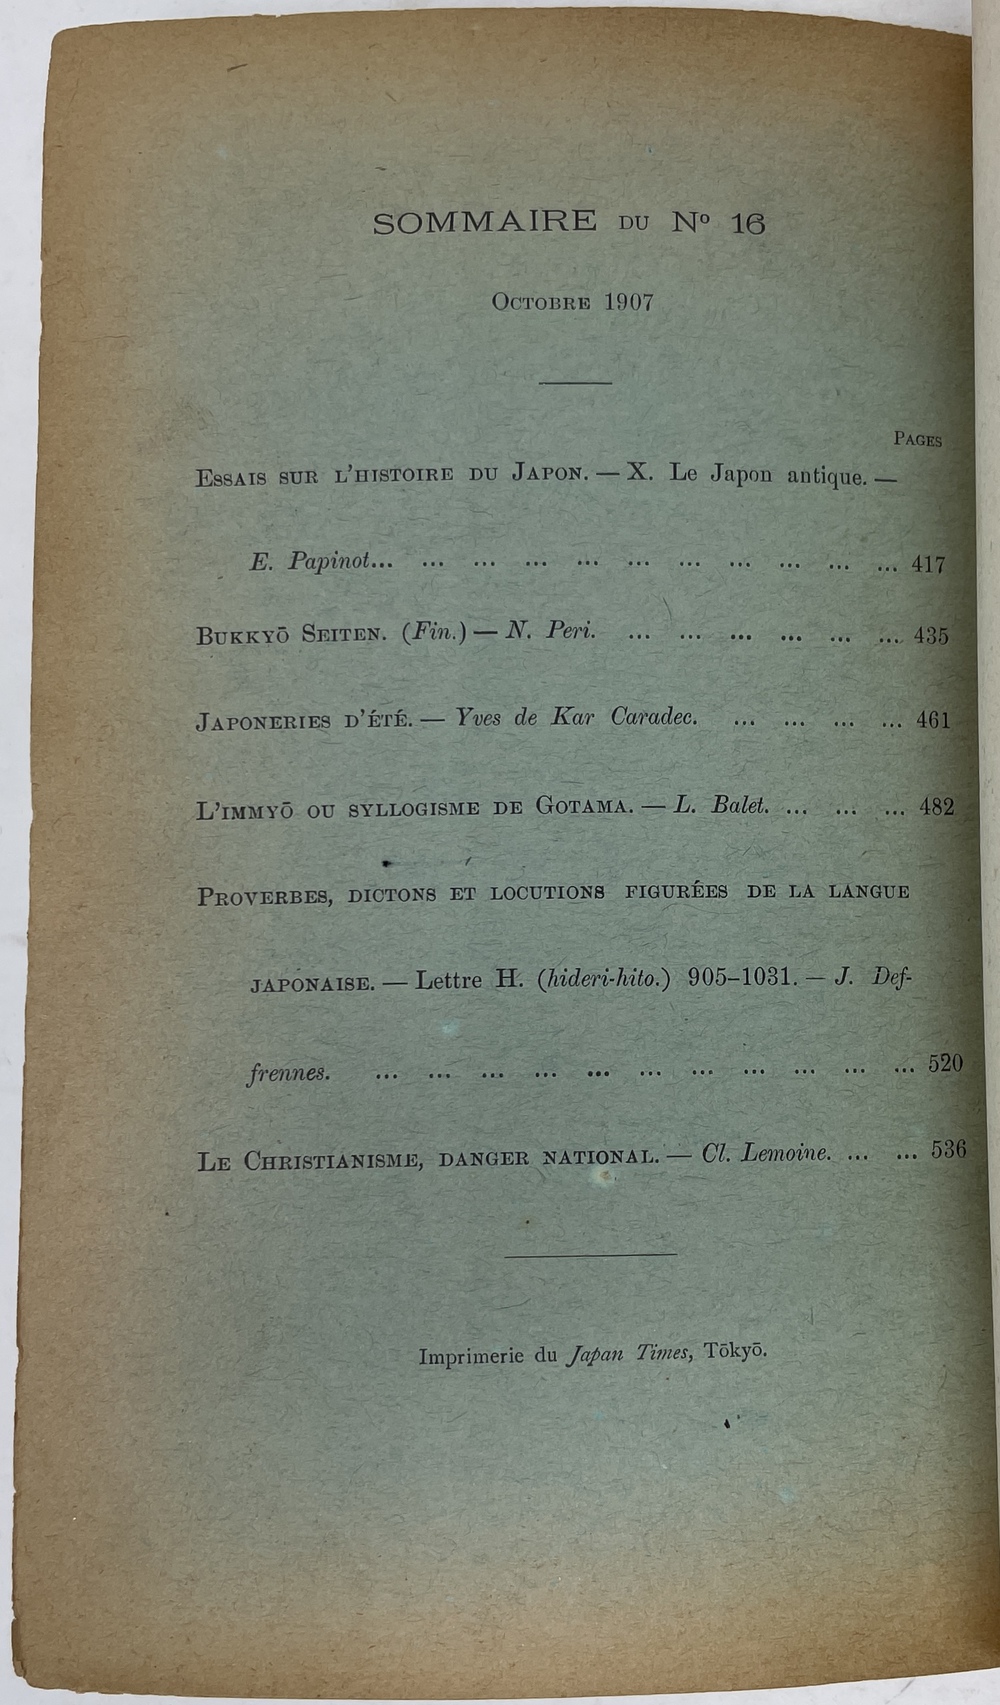 SOMMAIRE DU Nº 16
OCTOBRE 1907
PAGES
ESSAIS SUR L'HISTOIRE DU JAPON. — X. Le Japon antique. —
E. Papinot... ... ... ... ... ... ... ... ... ... ... 417
BUKKYŌ SEITEN. (Fin.) — N. Peri. ... ... ... ... ... ... 435
JAPONERIES D'ÉTÉ. — Yves de Kar Caradec. ... ... ... ... 461
L'IMMYŌ OU SYLLOGISME DE GOTAMA. — L. Balet. ... ... ... 482
PROVERBES, DICTONS ET LOCUTIONS FIGURÉES DE LA LANGUE
JAPONAISE. — Lettre H. (hideri-hito.) 905–1031. — J. Def-
frennes. ... ... ... ... ... ... ... ... ... ... ... 520
LE CHRISTIANISME, DANGER NATIONAL. — Cl. Lemoine. ... ... 536
Imprimerie du Japan Times, Tōkyō.